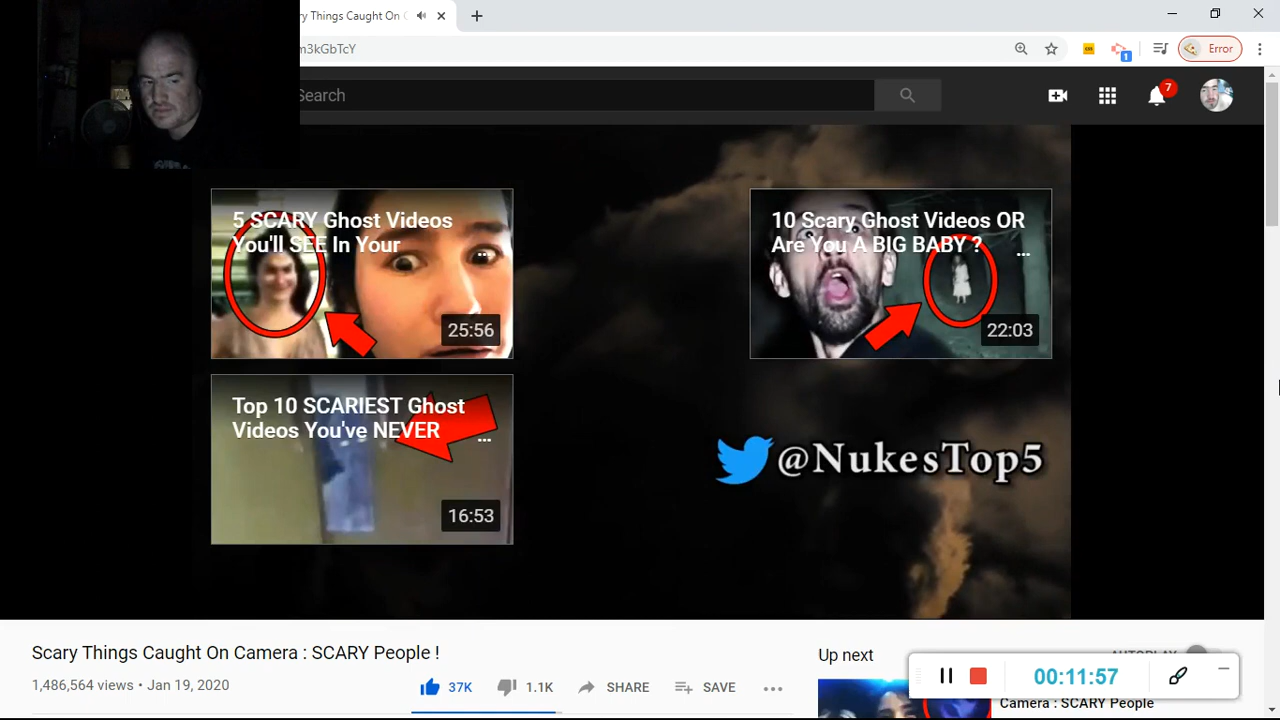 ry Things Caught On C
m3kGbTcY
Error
1
Search
7
5 SCARY Ghost Videos
You'll SEE In Your
25:56
10 Scary Ghost Videos OR
Are You A BIG BABY ?
22:03
Top 10 SCARIEST Ghost
Videos You've NEVER
16:53
@NukesTop5
Scary Things Caught On Camera : SCARY People !
1,486,564 views • Jan 19, 2020
37K
1.1K
SHARE
SAVE
Up next
AUTOPLAY
00:11:57
Camera : SCARY People